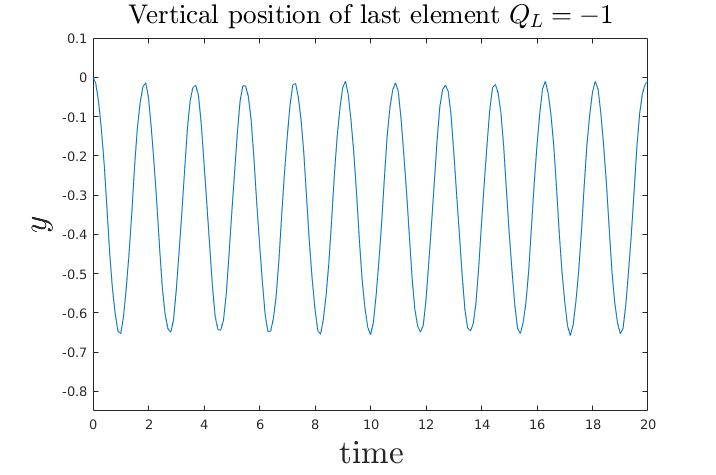 Vertical position of last element $Q_L = -1$
0.1
0
-0.1
-0.2
-0.3
-0.4
-0.5
-0.6
-0.7
-0.8
y
0 2 4 6 8 10 12 14 16 18 20
time